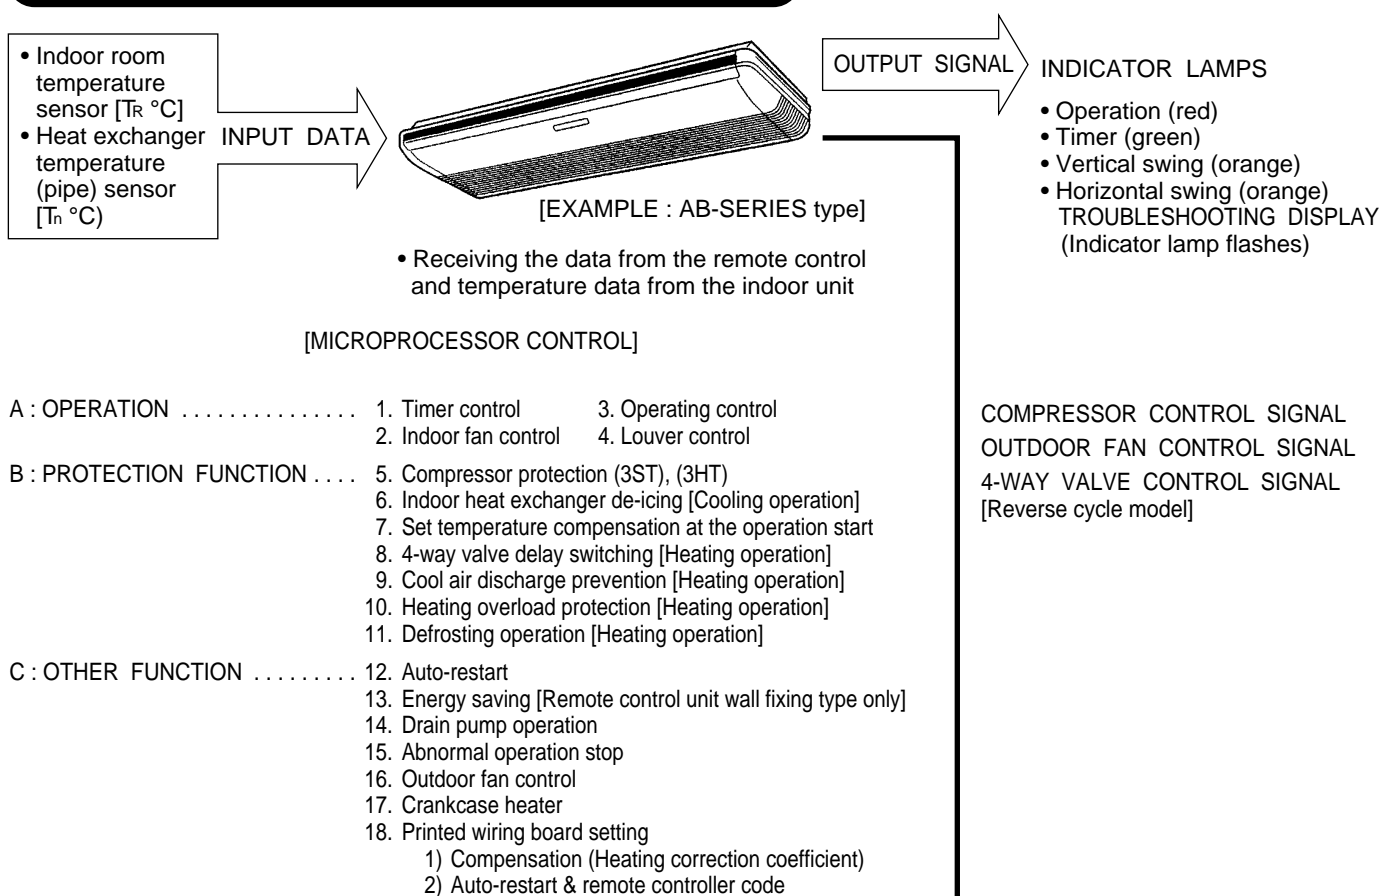 • Indoor room
temperature
sensor [TR °C]
• Heat exchanger
temperature
(pipe) sensor
[Tn °C)
INPUT DATA
[EXAMPLE : AB-SERIES type]
• Receiving the data from the remote control
and temperature data from the indoor unit
OUTPUT SIGNAL
INDICATOR LAMPS
• Operation (red)
• Timer (green)
• Vertical swing (orange)
• Horizontal swing (orange)
TROUBLESHOOTING DISPLAY
(Indicator lamp flashes)
[MICROPROCESSOR CONTROL]
A : OPERATION . . . . . . . . . . . . . . . 1. Timer control 3. Operating control
2. Indoor fan control 4. Louver control
B : PROTECTION FUNCTION . . . . 5. Compressor protection (3ST), (3HT)
6. Indoor heat exchanger de-icing [Cooling operation]
7. Set temperature compensation at the operation start
8. 4-way valve delay switching [Heating operation]
9. Cool air discharge prevention [Heating operation]
10. Heating overload protection [Heating operation]
11. Defrosting operation [Heating operation]
C : OTHER FUNCTION . . . . . . . . . 12. Auto-restart
13. Energy saving [Remote control unit wall fixing type only]
14. Drain pump operation
15. Abnormal operation stop
16. Outdoor fan control
17. Crankcase heater
18. Printed wiring board setting
1) Compensation (Heating correction coefficient)
2) Auto-restart & remote controller code
COMPRESSOR CONTROL SIGNAL
OUTDOOR FAN CONTROL SIGNAL
4-WAY VALVE CONTROL SIGNAL
[Reverse cycle model]